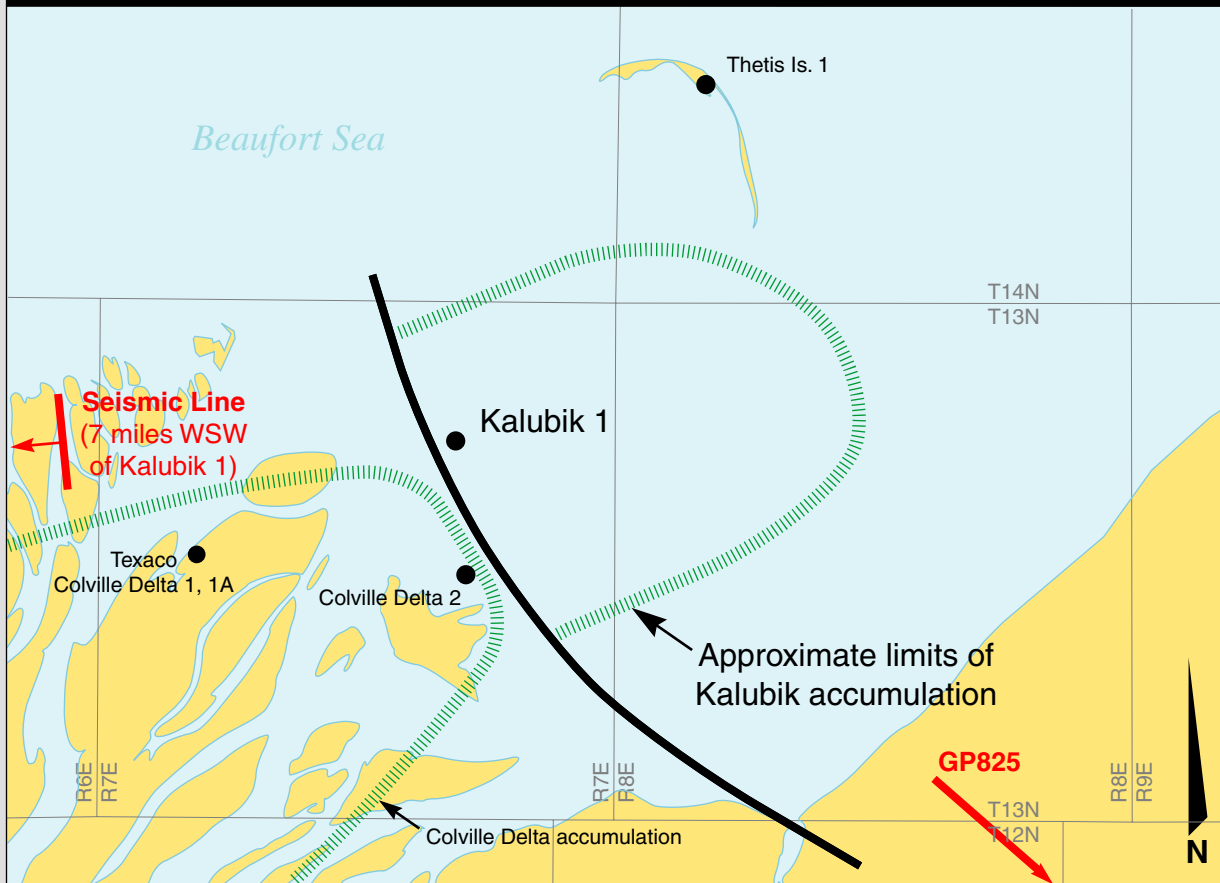 Thetis Is. 1
Beaufort Sea
T14N
T13N
Seismic Line
(7 miles WSW
of Kalubik 1)
Kalubik 1
Texaco
Colville Delta 1, 1A
Colville Delta 2
Approximate limits of
Kalubik accumulation
R6E
R7E
R7E
R8E
R8E
R9E
GP825
T13N
T12N
Colville Delta accumulation
N